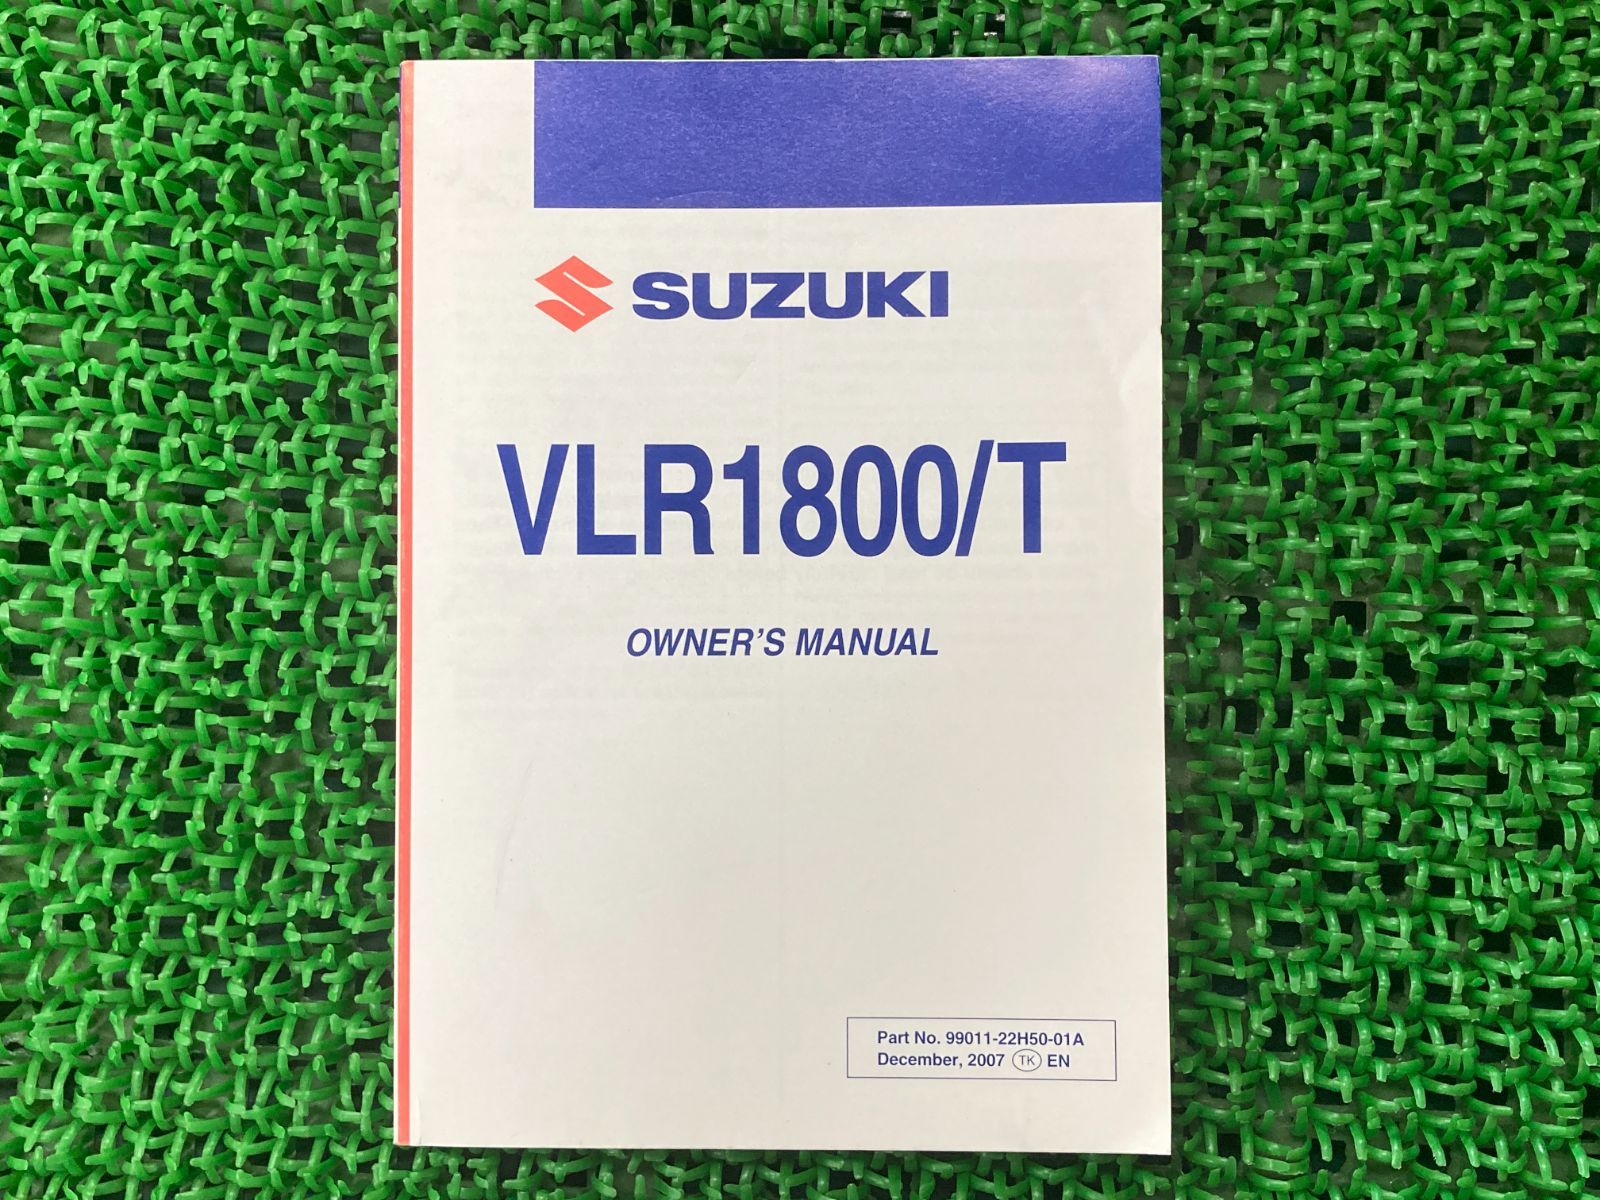 SUZUKI
VLR1800/T
OWNER'S MANUAL
Part No. 99011-22H50-01A
December, 2007 TK EN